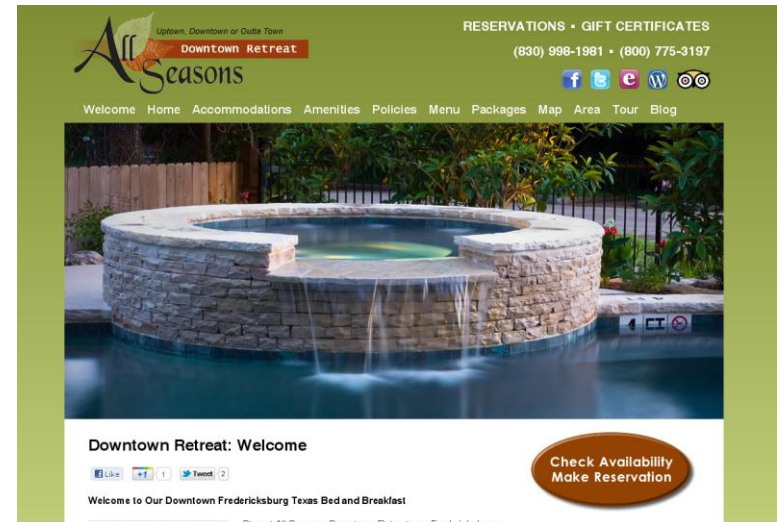 Uptown, Downtown or Outta Town
All Seasons
Downtown Retreat
RESERVATIONS • GIFT CERTIFICATES
(830) 998-1981 • (800) 775-3197
Welcome Home Accommodations Amenities Policies Menu Packages Map Area Tour Blog
4 FT
Downtown Retreat: Welcome
Like +1 1 Tweet 2
Check Availability
Make Reservation
Welcome to Our Downtown Fredericksburg Texas Bed and Breakfast